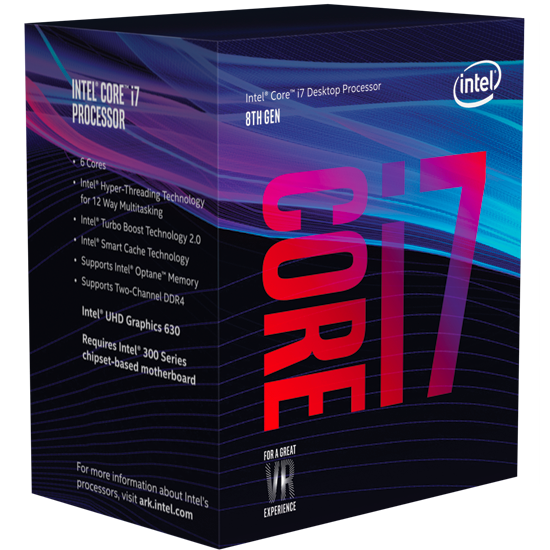 INTEL® CORE™ i7
PROCESSOR
• 6 Cores
• Intel® Hyper-Threading Technology
for 12 Way Multitasking
• Intel® Turbo Boost Technology 2.0
• Intel® Smart Cache Technology
• Supports Intel® Optane™ Memory
• Supports Two-Channel DDR4
Intel® UHD Graphics 630
Requires Intel® 300 Series
chipset-based motherboard
For more information about Intel's
processors, visit ark.intel.com
Intel® Core™ i7 Desktop Processor
8TH GEN
intel®
CORE
i7
FOR A GREAT
VR
EXPERIENCE